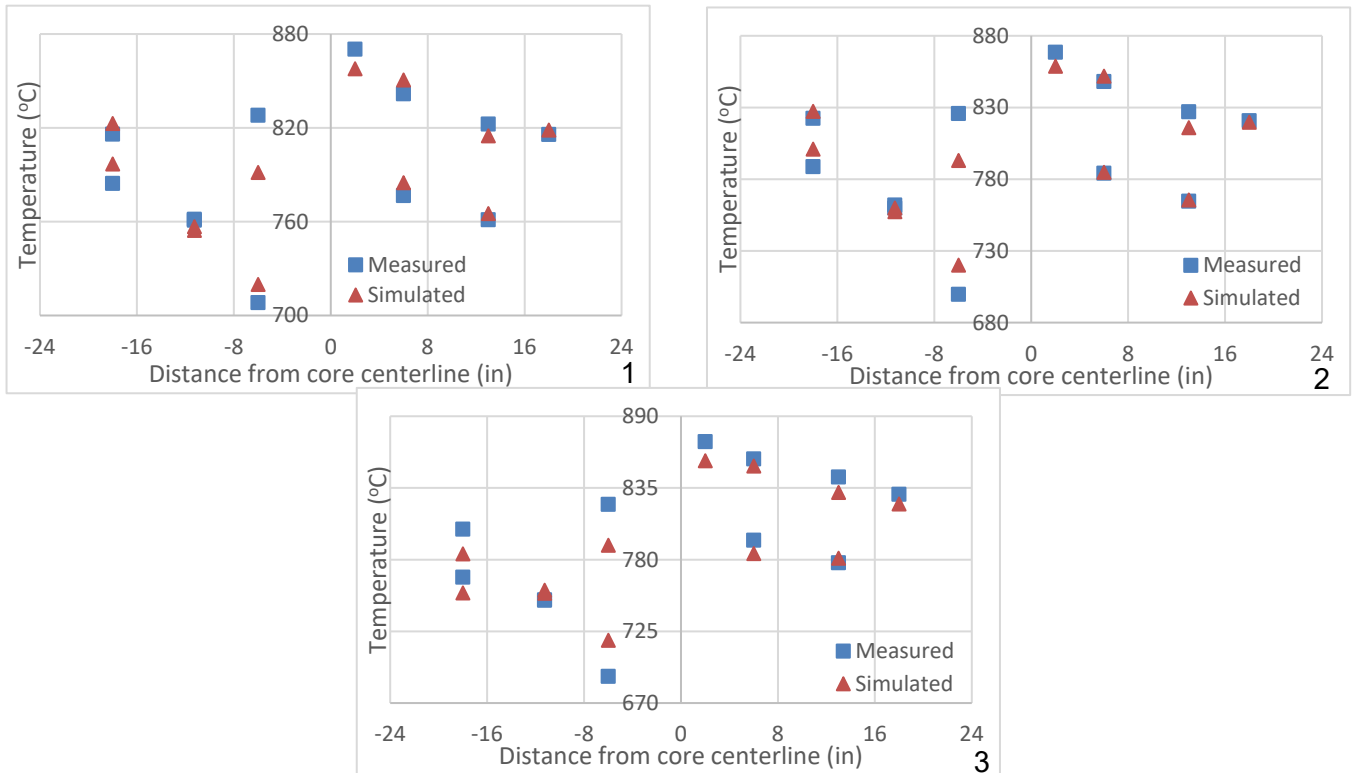 880
820
760
700
Temperature (°C)
Measured
Simulated
-24 -16 -8 0 8 16 24
Distance from core centerline (in)
1
880
830
780
730
680
Temperature (°C)
Measured
Simulated
-24 -16 -8 0 8 16 24
Distance from core centerline (in)
2
890
835
780
725
670
Temperature (°C)
Measured
Simulated
-24 -16 -8 0 8 16 24
Distance from core centerline (in)
3